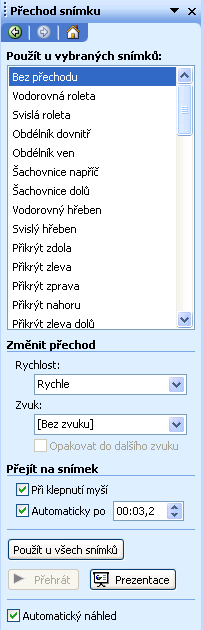 Přechod snímku
Použít u vybraných snímků:
Bez přechodu
Vodorovná roleta
Svislá roleta
Obdélník dovnitř
Obdélník ven
Šachovnice napříč
Šachovnice dolů
Vodorovný hřeben
Svislý hřeben
Přikrýt zdola
Přikrýt zleva
Přikrýt zprava
Přikrýt nahoru
Přikrýt zleva dolů
Změnit přechod
Rychlost:
Rychle
Zvuk:
[Bez zvuku]
Opakovat do dalšího zvuku
Přejít na snímek
Při klepnutí myší
Automaticky po 00:03,2
Použít u všech snímků
Přehrát Prezentace
Automatický náhled